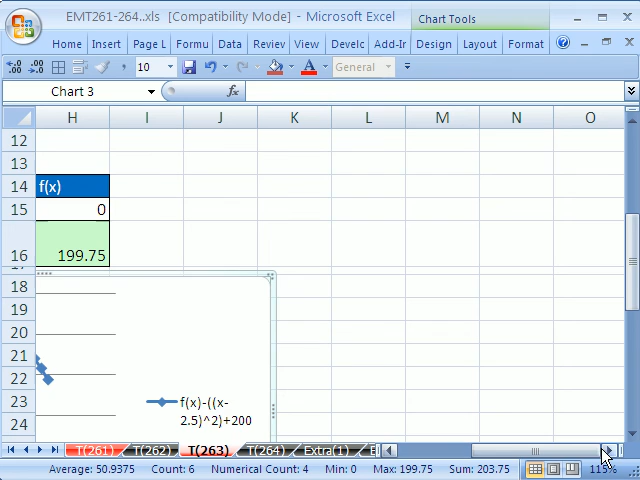 EMT261-264..xls [Compatibility Mode] - Microsoft Excel
Chart Tools
Home Insert Page L Formu Data Reviev View Develc Add-Ir Design Layout Format
10 General
Chart 3 fx
H I J K L M N O
12
13
14 f(x)
15 0
16 199.75
17
18
19
20
21
22
23 f(x)-((x-
2.5)^2)+200
24
T(261) T(262) T(263) T(264) Extra(1) E
Average: 50.9375 Count: 6 Numerical Count: 4 Min: 0 Max: 199.75 Sum: 203.75 115%